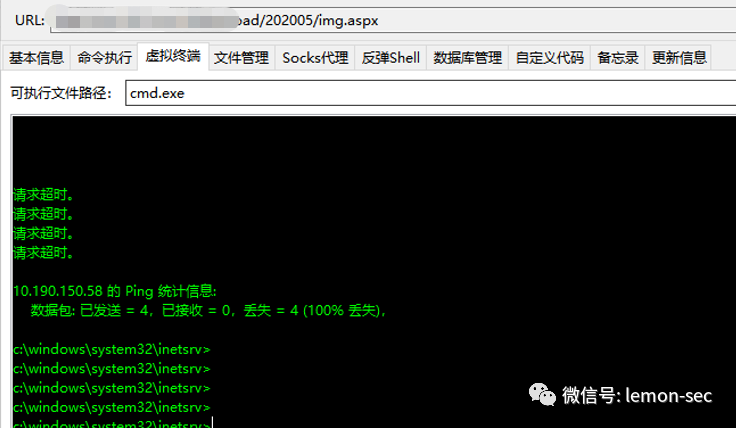 URL: oad/202005/img.aspx
基本信息 命令执行 虚拟终端 文件管理 Socks代理 反弹Shell 数据库管理 自定义代码 备忘录 更新信息
可执行文件路径: cmd.exe
请求超时。
请求超时。
请求超时。
请求超时。
10.190.150.58 的 Ping 统计信息:
数据包: 已发送 = 4，已接收 = 0，丢失 = 4 (100% 丢失)，
c:\windows\system32\inetsrv>
c:\windows\system32\inetsrv>
c:\windows\system32\inetsrv>
c:\windows\system32\inetsrv>
c:\windows\system32\inetsrv>
微信号: lemon-sec